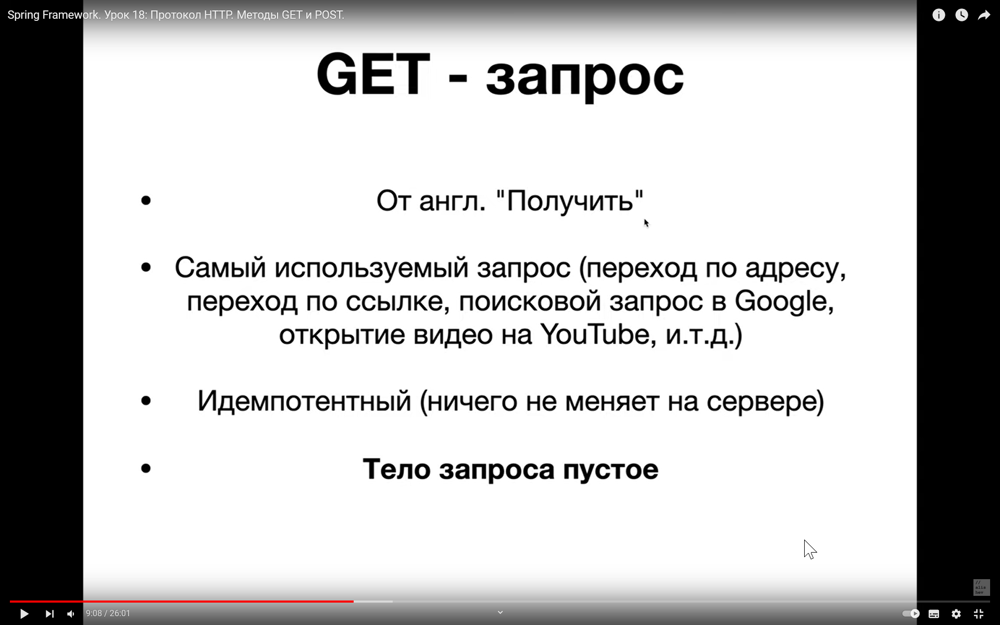 Spring Framework. Урок 18: Протокол HTTP. Методы GET и POST.
GET - запрос
• От англ. "Получить"
• Самый используемый запрос (переход по адресу,
переход по ссылке, поисковой запрос в Google,
открытие видео на YouTube, и.т.д.)
• Идемпотентный (ничего не меняет на сервере)
• Тело запроса пустое
//
alis
hev
9:08 / 26:01